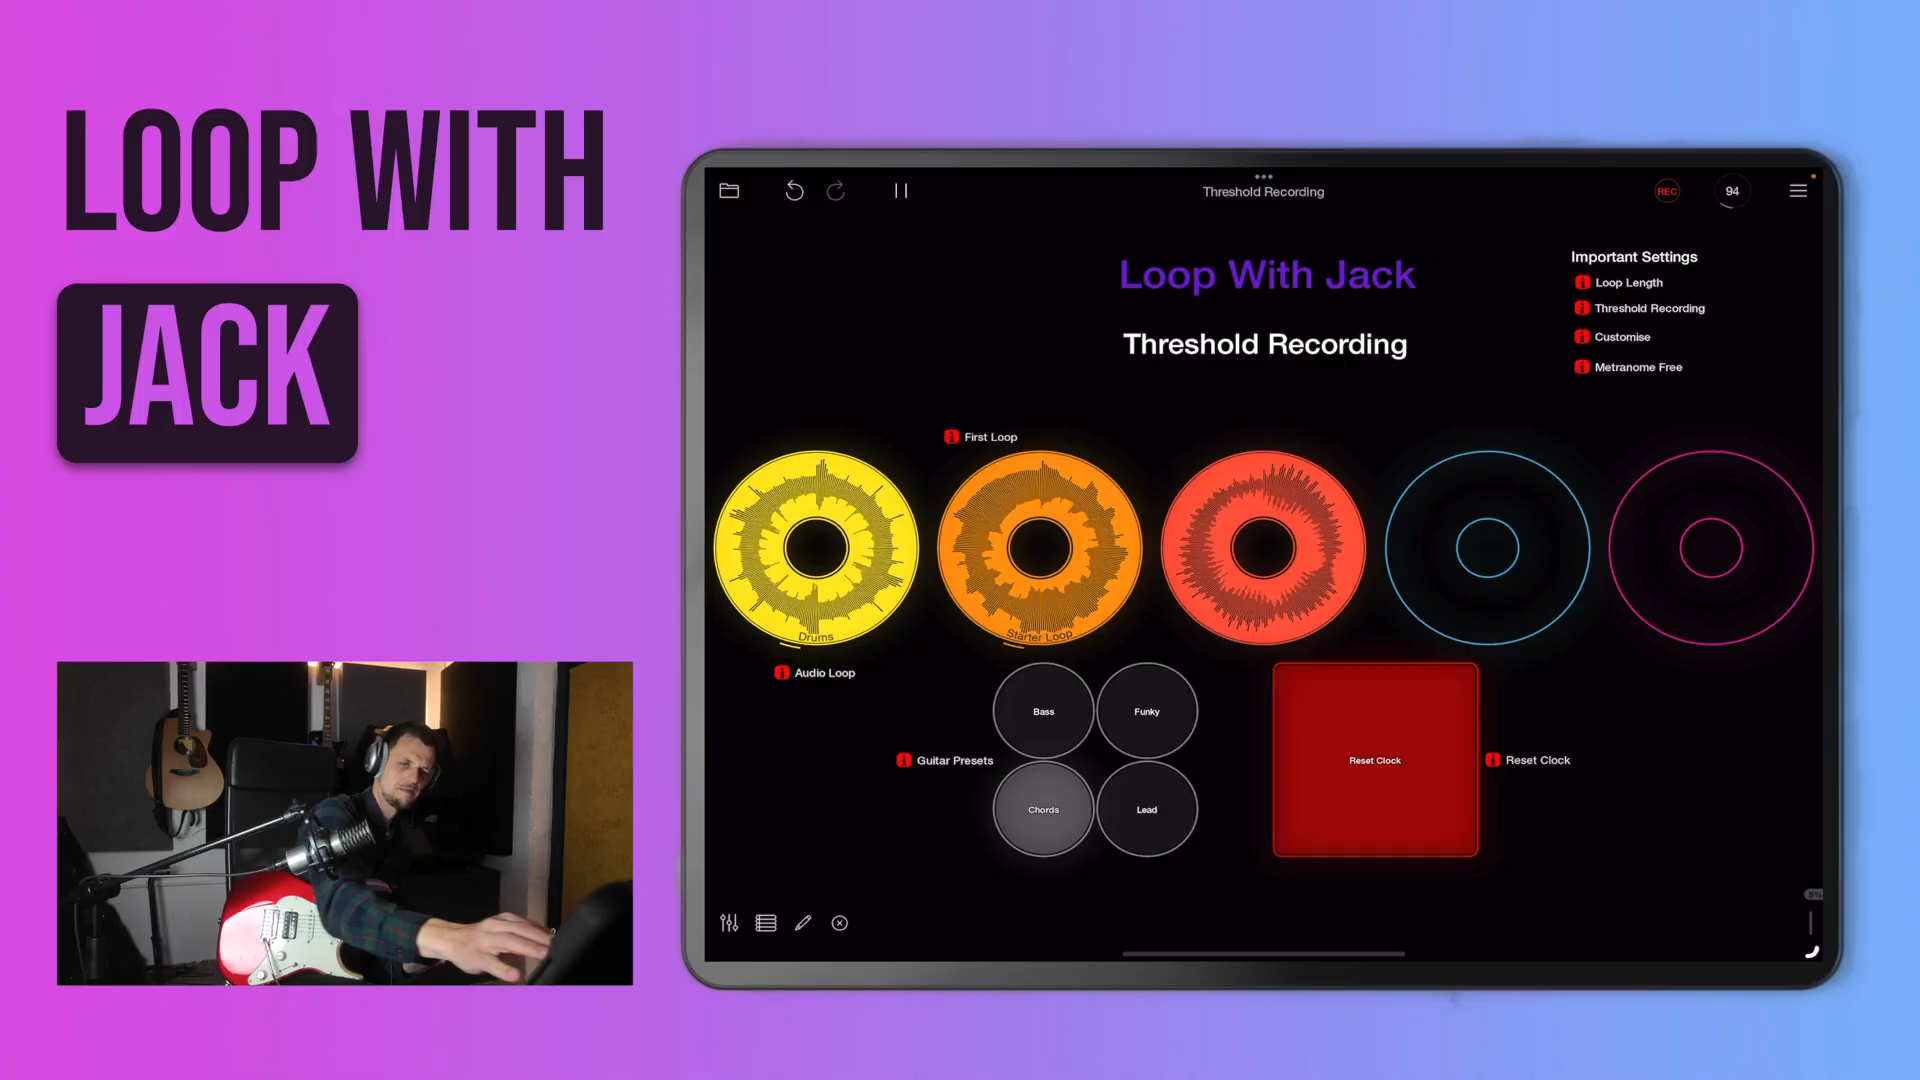 LOOP WITH
JACK
Threshold Recording
REC
94
Loop With Jack
Threshold Recording
Important Settings
Loop Length
Threshold Recording
Customise
Metranome Free
First Loop
Drums
Starter Loop
Audio Loop
Bass
Funky
Guitar Presets
Chords
Lead
Reset Clock
Reset Clock